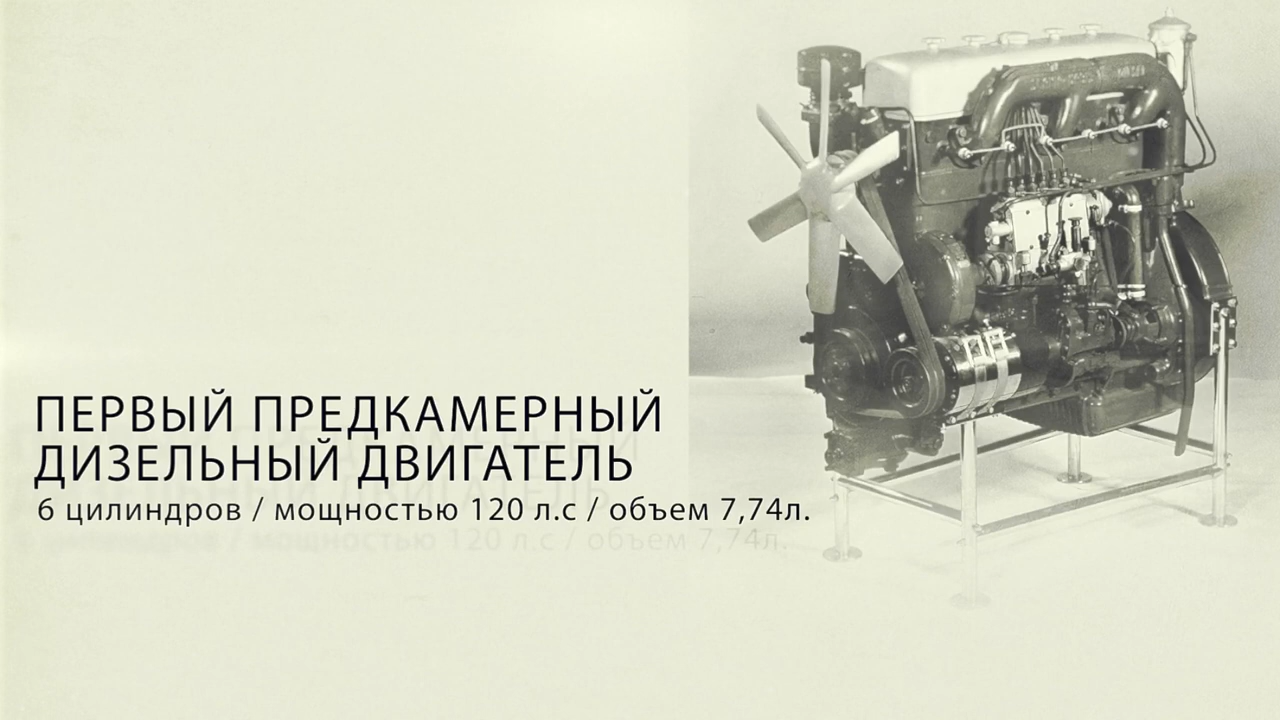 ПЕРВЫЙ ПРЕДКАМЕРНЫЙ
ДИЗЕЛЬНЫЙ ДВИГАТЕЛЬ
6 цилиндров / мощностью 120 л.с / объем 7,74л.